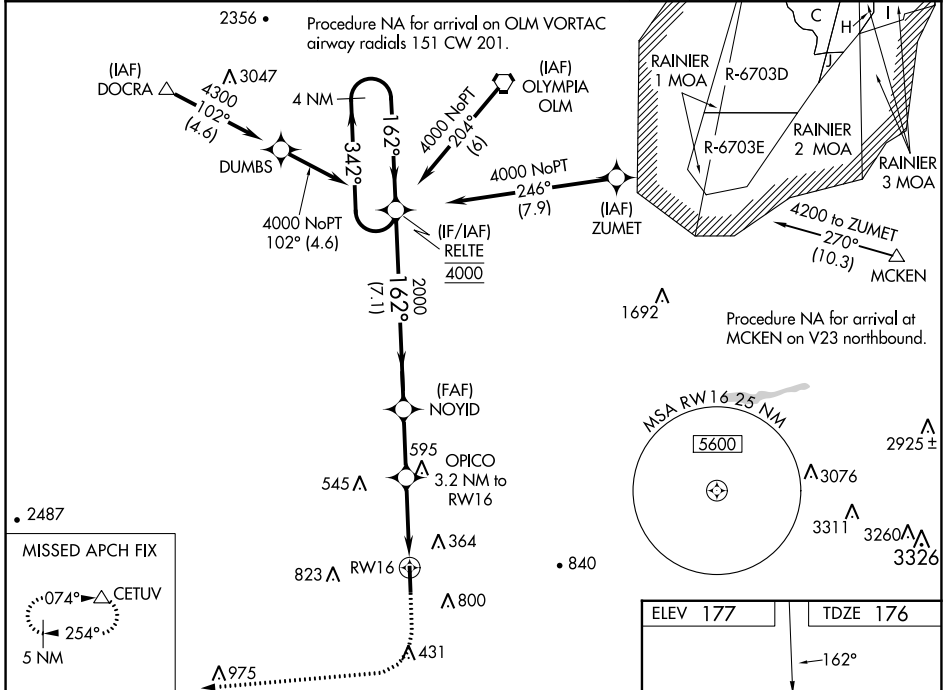 2356
Procedure NA for arrival on OLM VORTAC
airway radials 151 CW 201.
(IAF)
DOCRA
3047
4300
102°
(4.6)
DUMBS
4000 NoPT
102° (4.6)
4 NM
342°
162°
(IAF)
OLYMPIA
OLM
4000 NoPT
204°
(6)
4000 NoPT
246°
(7.9)
(IAF)
ZUMET
(IF/IAF)
RELTE
4000
RAINIER
1 MOA
R-6703D
R-6703E
C
H
I
J
RAINIER
2 MOA
RAINIER
3 MOA
4200 to ZUMET
270°
(10.3)
MCKEN
2000
162°
(7.1)
1692
Procedure NA for arrival at
MCKEN on V23 northbound.
(FAF)
NOYID
595
OPICO
3.2 NM to
RW16
545
MSA RW16 25 NM
5600
2925 ±
3076
3311
3260
3326
2487
364
RW16
823
840
800
431
975
MISSED APCH FIX
074°
CETUV
254°
5 NM
ELEV 177
TDZE 176
162°